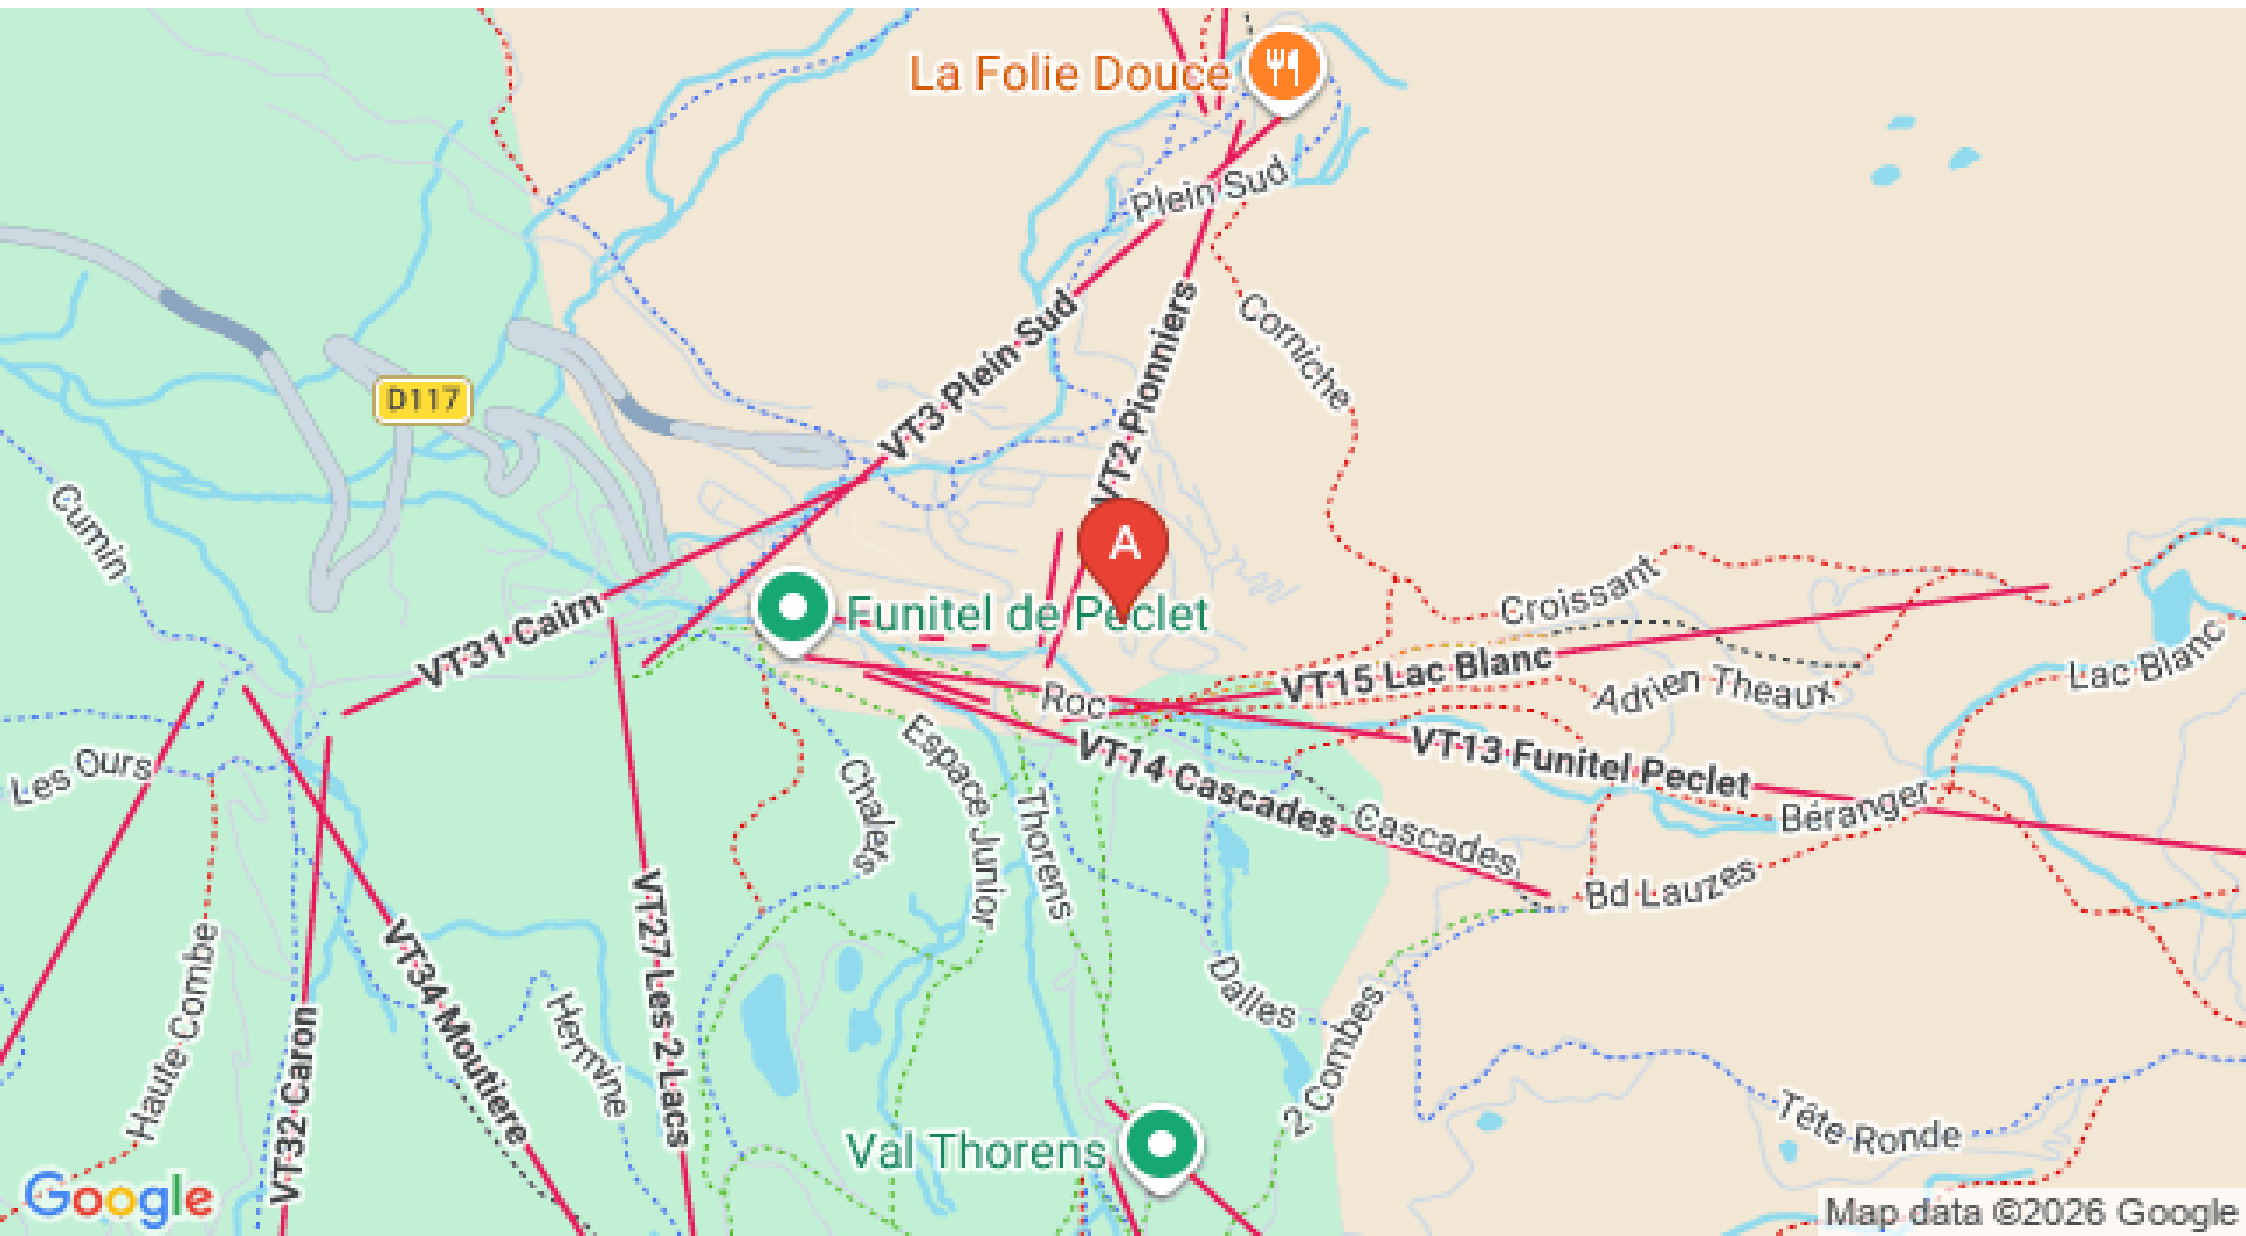 La Folie Douce
Plein Sud
Corniche
VT3 Plein Sud
VT2 Pionniers
D117
Cumin
A
Funitel de Peclet
Croissant
VT31 Cairn
VT15 Lac Blanc
Adrien Theaux
Lac Blanc
Roc
Les Ours
Chalets
Espace Junior
Thorens
VT14 Cascades
VT13 Funitel Peclet
Cascades
Béranger
Bd Lauzes
VT27 Les 2 Lacs
Haute Combe
VT34 Moutiere
Hermine
Dalles
2 Combes
VT32 Caron
Val Thorens
Tête Ronde
Google
Map data ©2026 Google